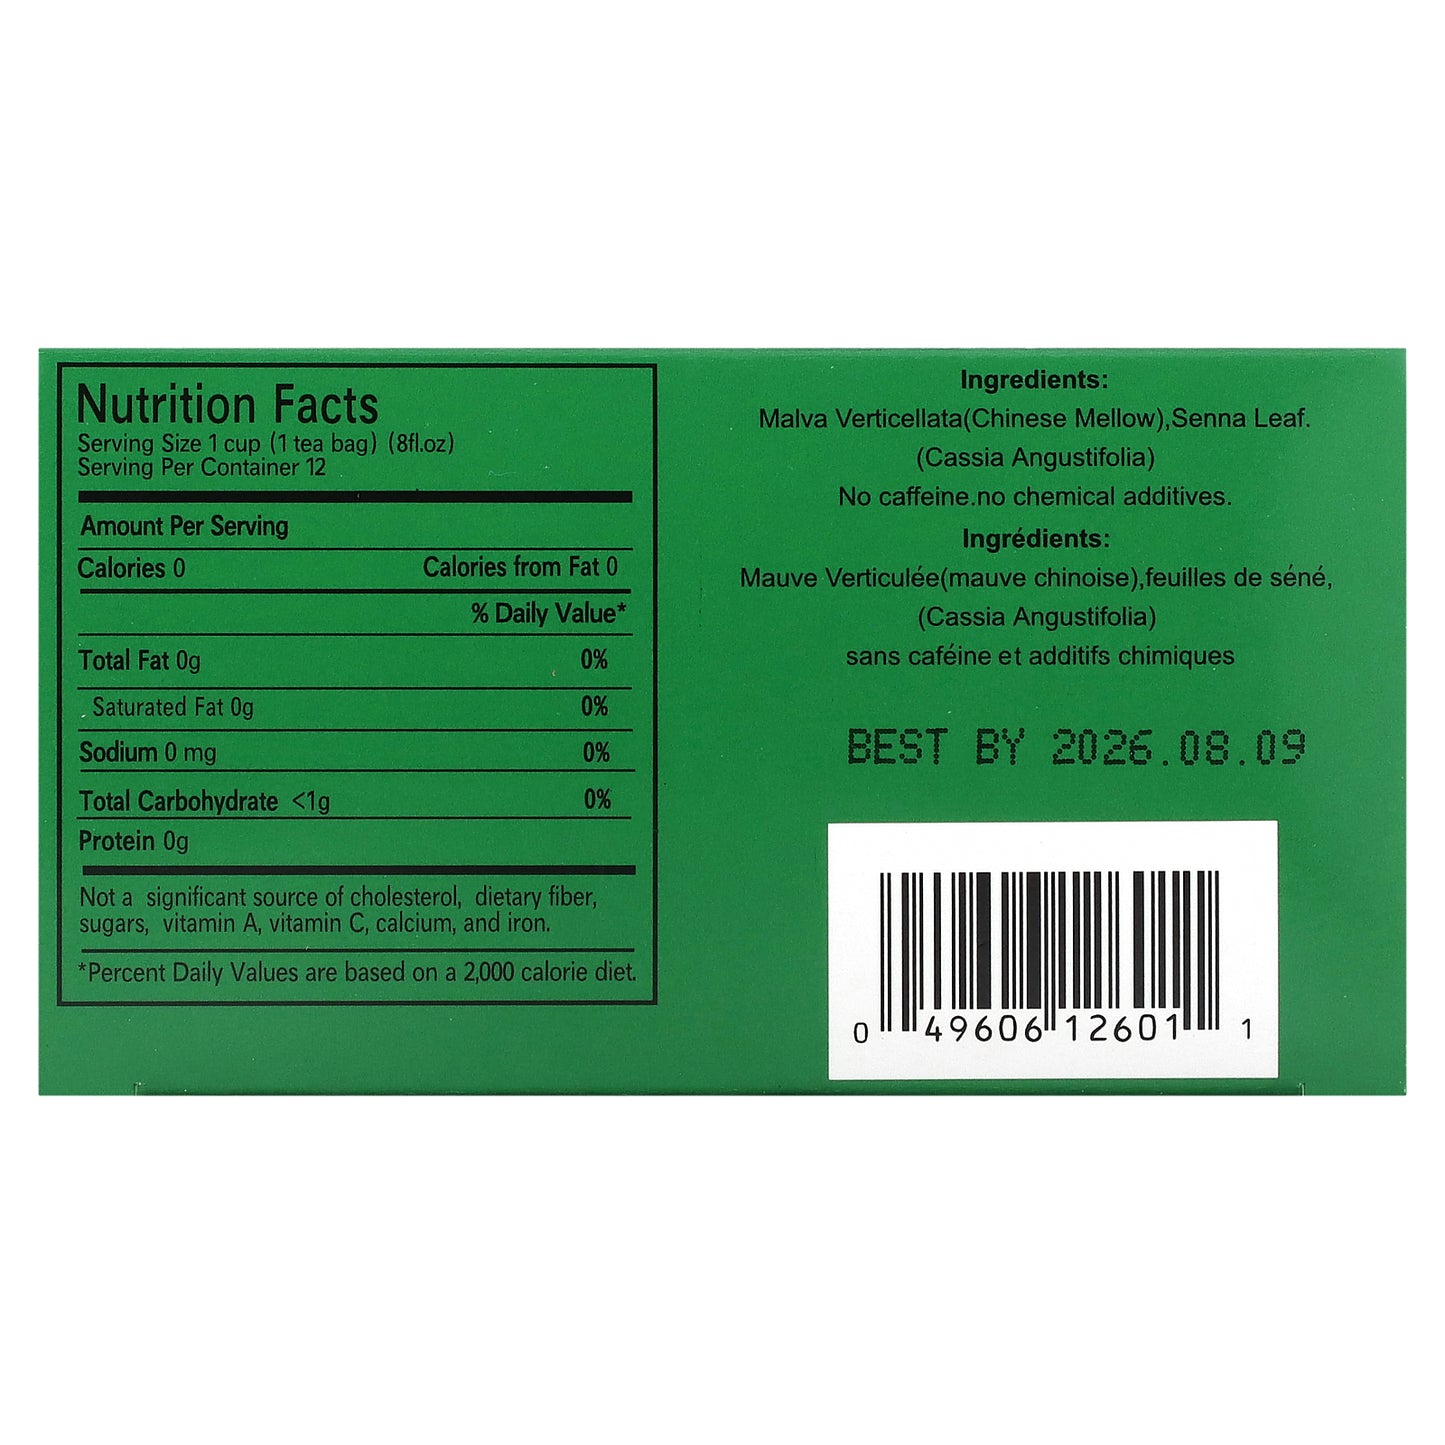 Nutrition Facts
Serving Size 1 cup (1 tea bag) (8fl.oz)
Serving Per Container 12
Amount Per Serving
Calories 0 Calories from Fat 0
% Daily Value*
Total Fat 0g 0%
Saturated Fat 0g 0%
Sodium 0 mg 0%
Total Carbohydrate <1g 0%
Protein 0g
Not a significant source of cholesterol, dietary fiber,
sugars, vitamin A, vitamin C, calcium, and iron.
*Percent Daily Values are based on a 2,000 calorie diet.
Ingredients:
Malva Verticellata(Chinese Mellow),Senna Leaf.
(Cassia Angustifolia)
No caffeine.no chemical additives.
Ingrédients:
Mauve Verticulée(mauve chinoise),feuilles de séné,
(Cassia Angustifolia)
sans caféine et additifs chimiques
BEST BY 2026.08.09
0 49606 12601 1